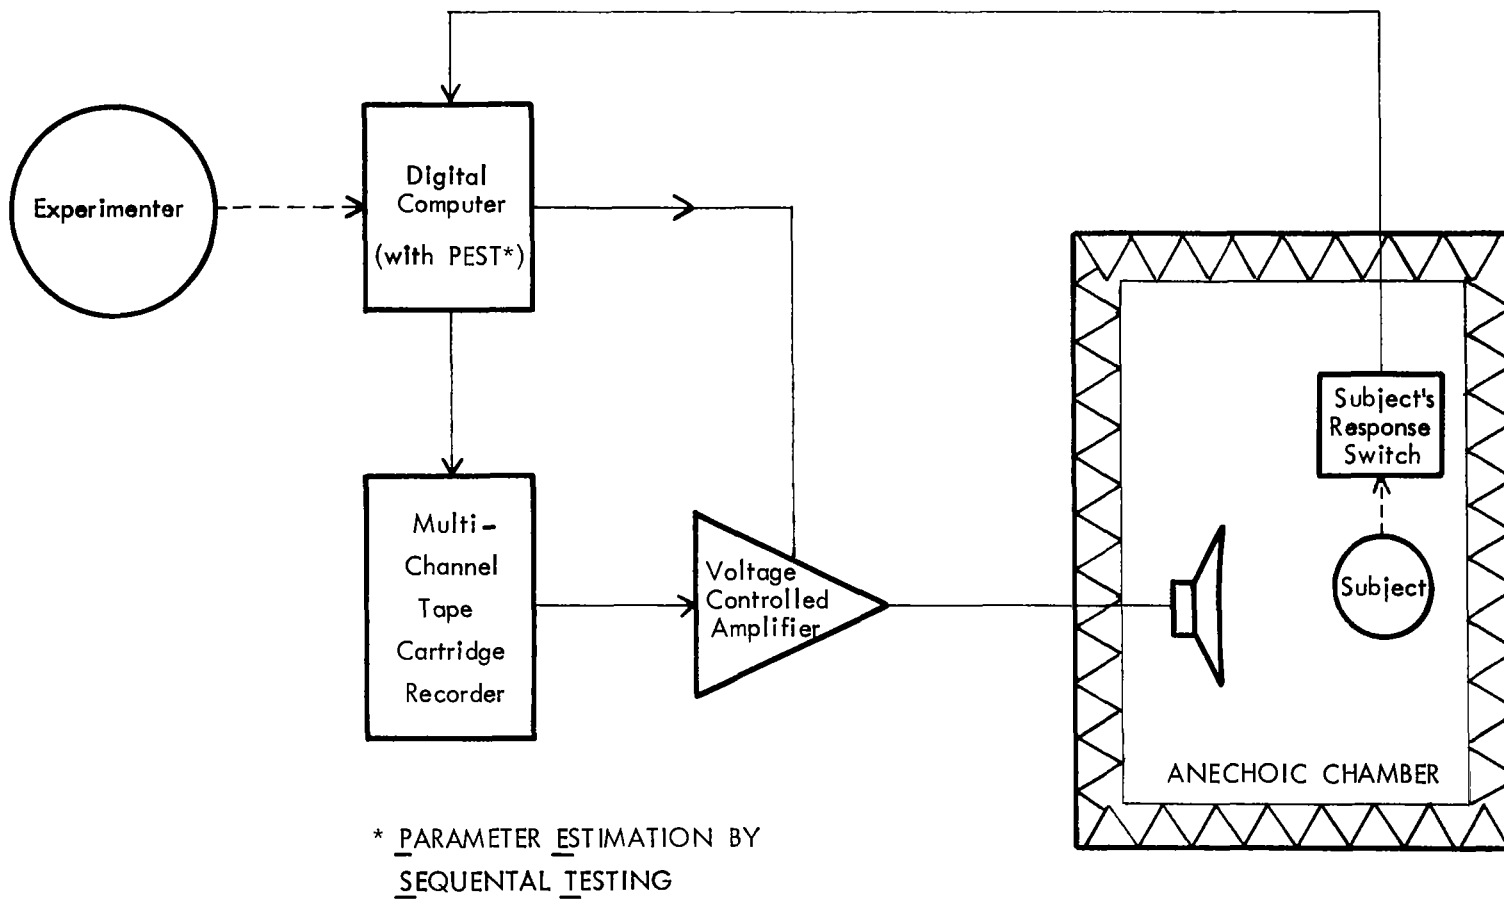 Experimenter
Digital
Computer
(with PEST*)
Subject's
Response
Switch
Multi-
Channel
Tape
Cartridge
Recorder
Voltage
Controlled
Amplifier
Subject
ANECHOIC CHAMBER
* PARAMETER ESTIMATION BY
SEQUENTAL TESTING